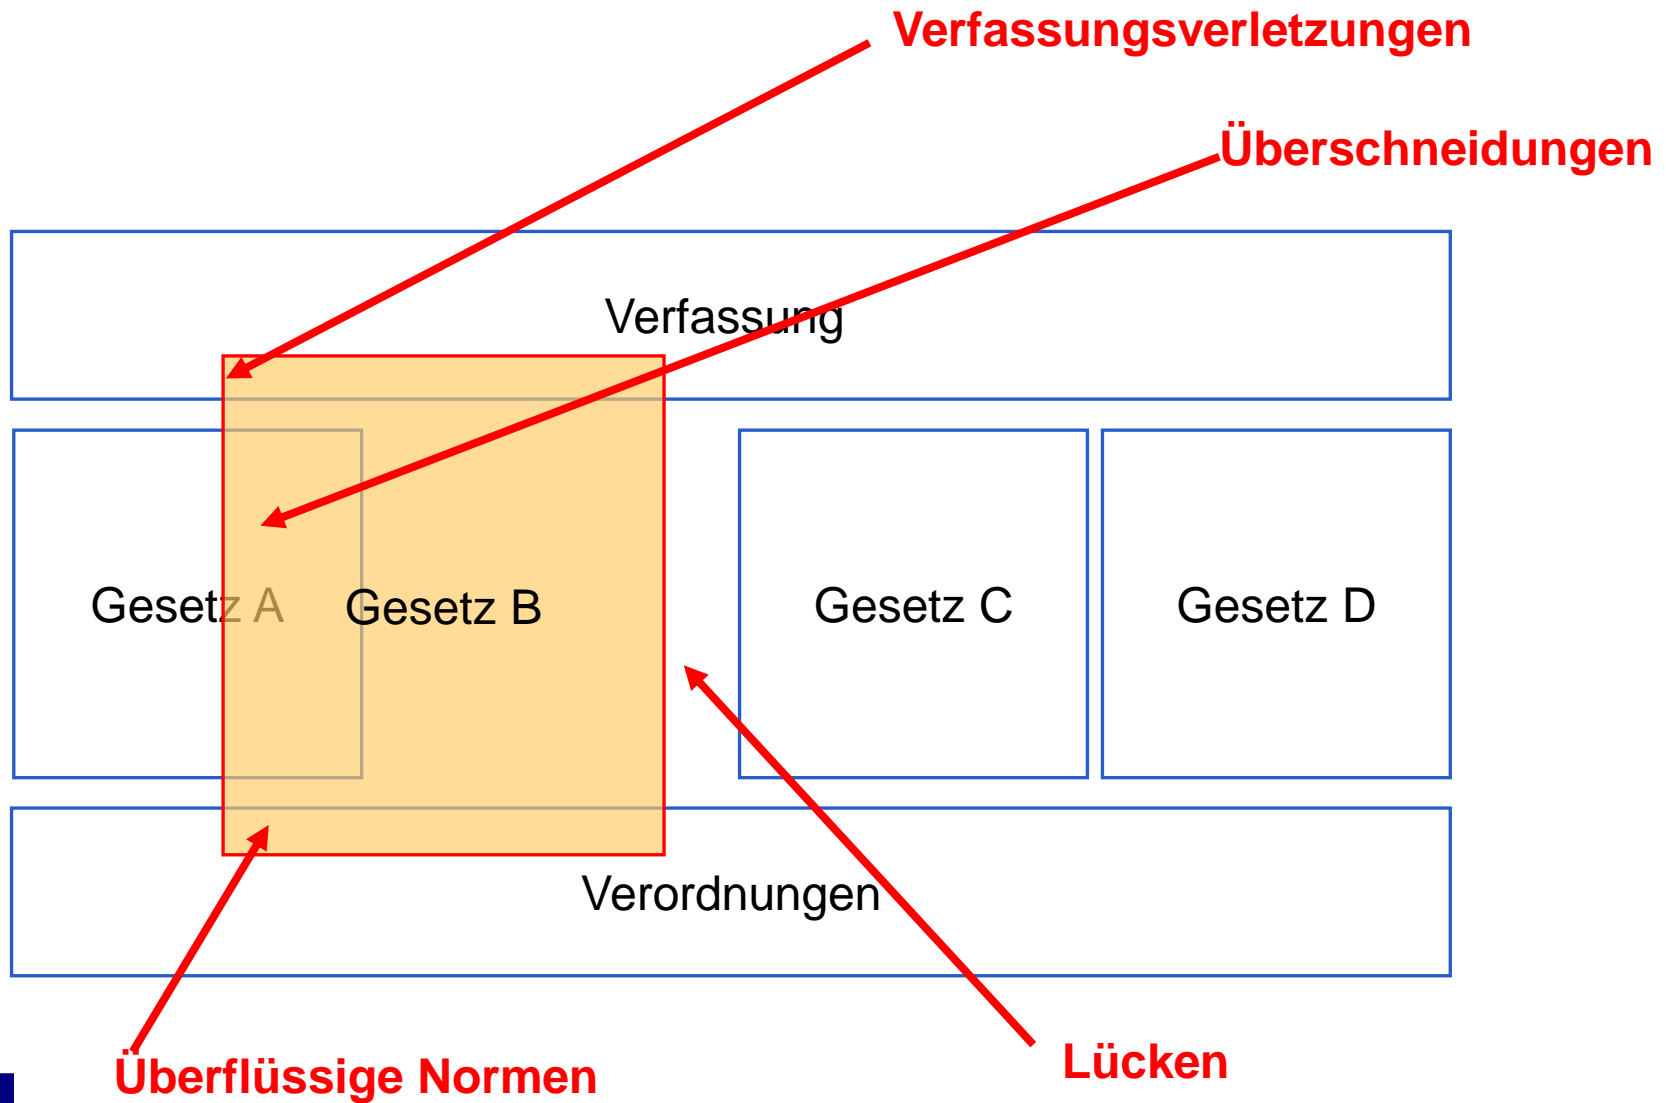 Verfassungsverletzungen
Überschneidungen
Verfassung
Gesetz A
Gesetz B
Gesetz C
Gesetz D
Verordnungen
Überflüssige Normen
Lücken